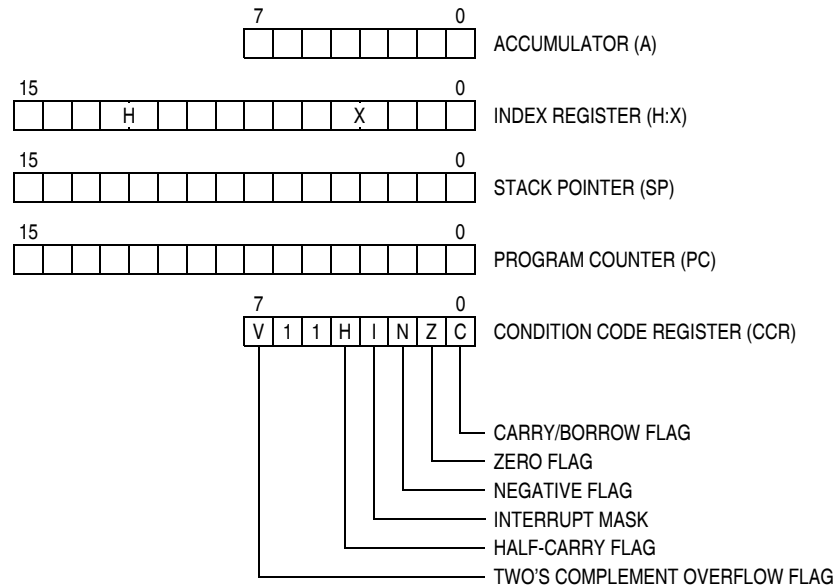 7 0
ACCUMULATOR (A)
15 0
H X INDEX REGISTER (H:X)
15 0
STACK POINTER (SP)
15 0
PROGRAM COUNTER (PC)
7 0
V 1 1 H I N Z C CONDITION CODE REGISTER (CCR)
CARRY/BORROW FLAG
ZERO FLAG
NEGATIVE FLAG
INTERRUPT MASK
HALF-CARRY FLAG
TWO'S COMPLEMENT OVERFLOW FLAG